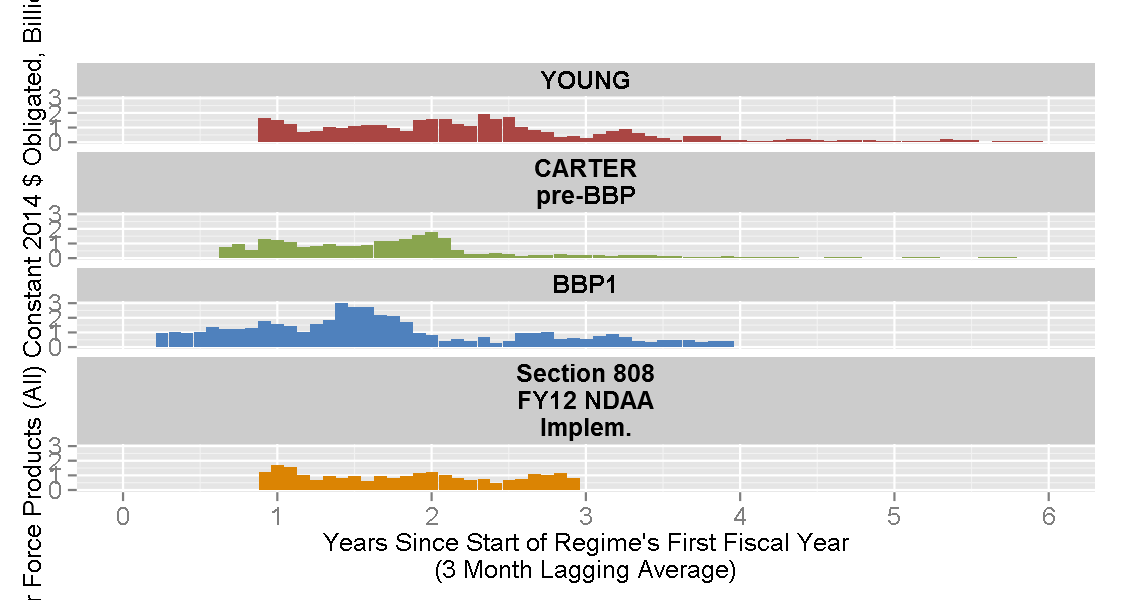 r Force Products (All) Constant 2014 $ Obligated, Billi
YOUNG
3
2
1
0
CARTER
pre-BBP
3
2
1
0
BBP1
3
2
1
0
Section 808
FY12 NDAA
Implem.
3
2
1
0
0 1 2 3 4 5 6
Years Since Start of Regime's First Fiscal Year
(3 Month Lagging Average)